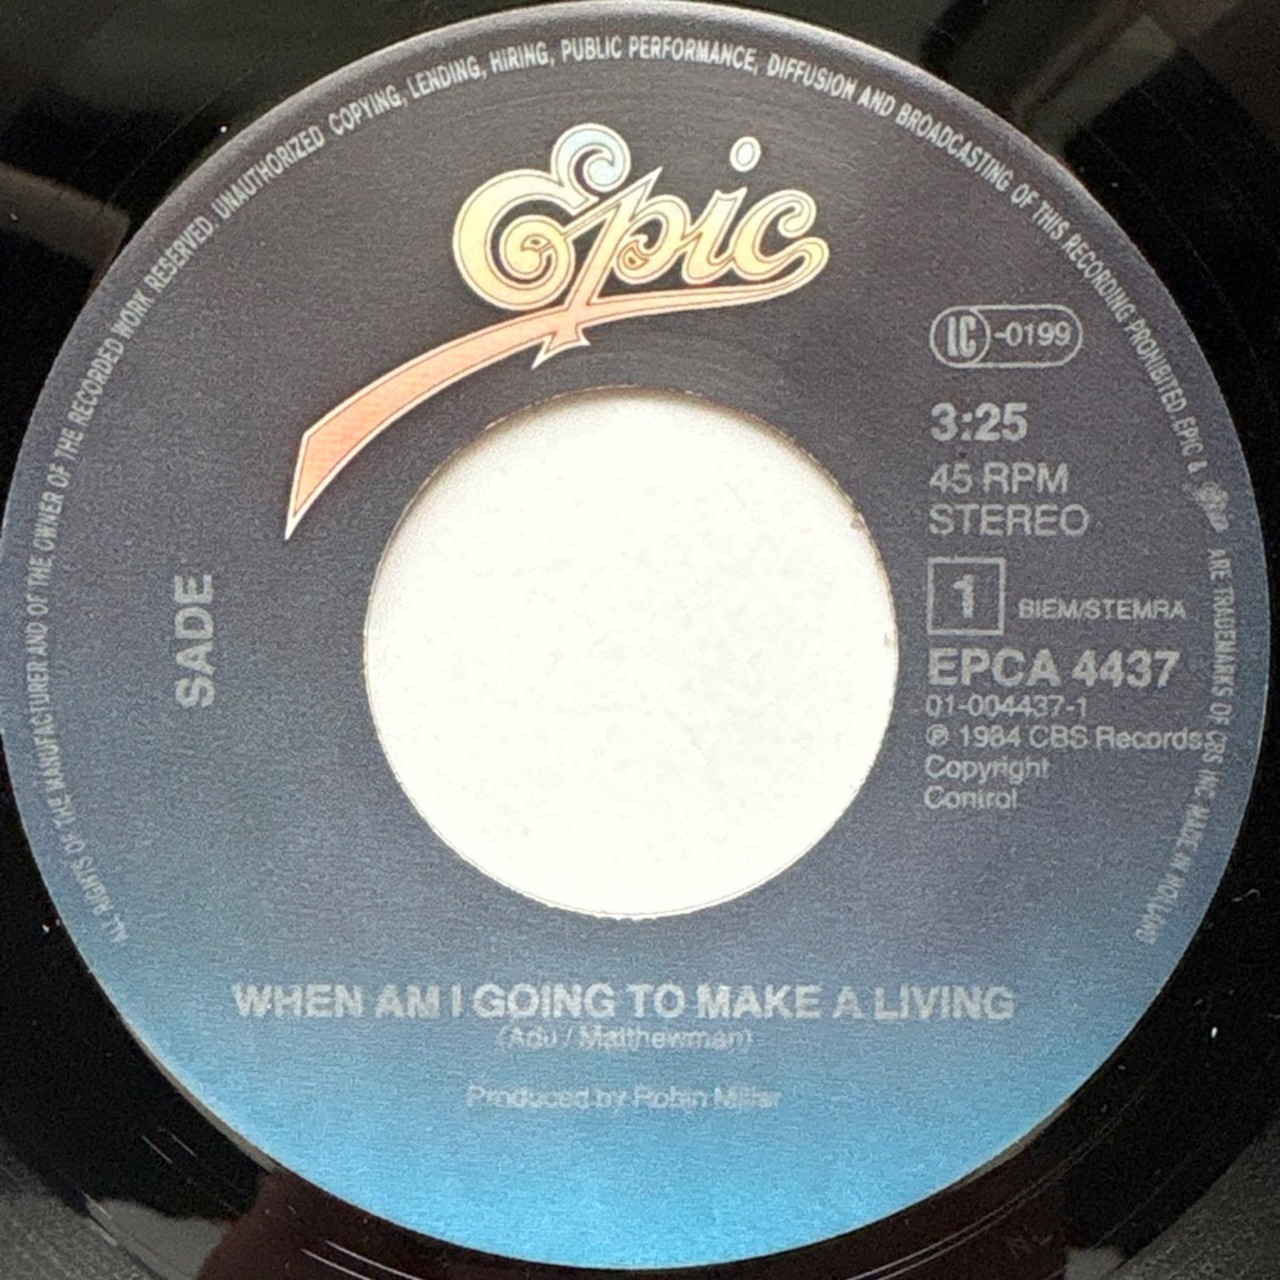 ALL RIGHTS OF THE MANUFACTURER AND OF THE OWNER OF THE RECORDED WORK RESERVED. UNAUTHORIZED COPYING, LENDING, HIRING, PUBLIC PERFORMANCE, DIFFUSION AND BROADCASTING OF THIS RECORDING PROHIBITED. EPIC & Epic ARE TRADEMARKS OF CBS INC. MADE IN HOLLAND
Epic
LC-0199
3:25
45 RPM
STEREO
1 BIEM/STEMRA
EPCA 4437
01-004437-1
℗ 1984 CBS Records
Copyright
Control
SADE
WHEN AM I GOING TO MAKE A LIVING
(Adu / Matthewman)
Produced by Robin Millar